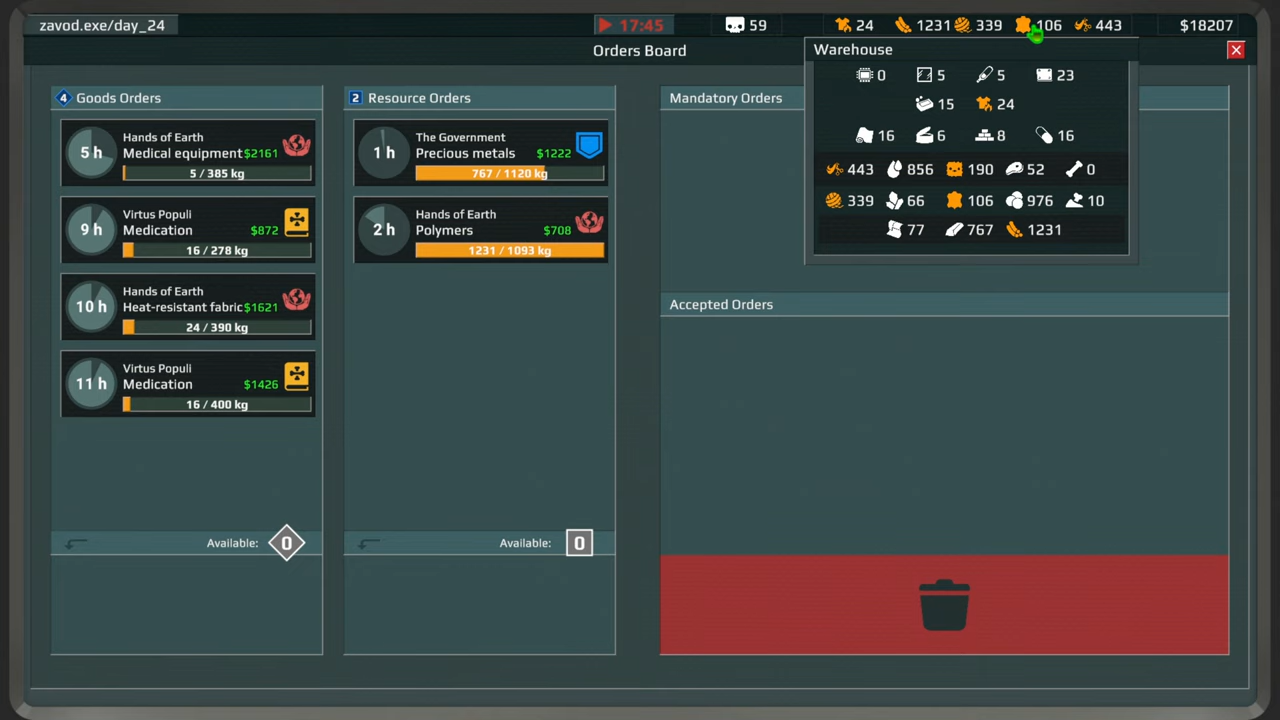 zavod.exe/day_24
17:45
59
24
1231
339
106
443
$18207
Orders Board
Warehouse
0
5
5
23
15
24
16
6
8
16
443
856
190
52
0
339
66
106
976
10
77
767
1231
4 Goods Orders
5 h
Hands of Earth
Medical equipment $2161
5 / 385 kg
9 h
Virtus Populi
Medication $872
16 / 278 kg
10 h
Hands of Earth
Heat-resistant fabric $1621
24 / 390 kg
11 h
Virtus Populi
Medication $1426
16 / 400 kg
Available: 0
2 Resource Orders
1 h
The Government
Precious metals $1222
767 / 1120 kg
2 h
Hands of Earth
Polymers $708
1231 / 1093 kg
Available: 0
Mandatory Orders
Accepted Orders